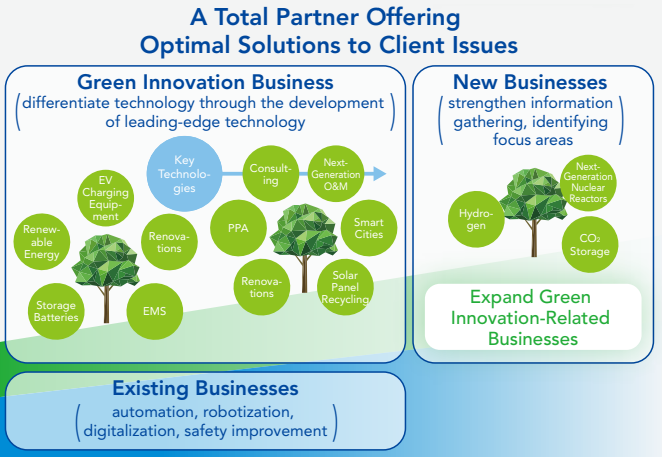 A Total Partner Offering
Optimal Solutions to Client Issues
Green Innovation Business
(differentiate technology through the development
of leading-edge technology)
Key
Technolo-
gies
Consult-
ing
Next-
Generation
O&M
EV
Charging
Equip-
ment
Renew-
able
Energy
Renova-
tions
Storage
Batteries
EMS
PPA
Smart
Cities
Renova-
tions
Solar
Panel
Recycling
New Businesses
(strengthen information
gathering, identifying
focus areas)
Next-
Generation
Nuclear
Reactors
Hydro-
gen
CO₂
Storage
Expand Green
Innovation-Related
Businesses
Existing Businesses
(automation, robotization,
digitalization, safety improvement)